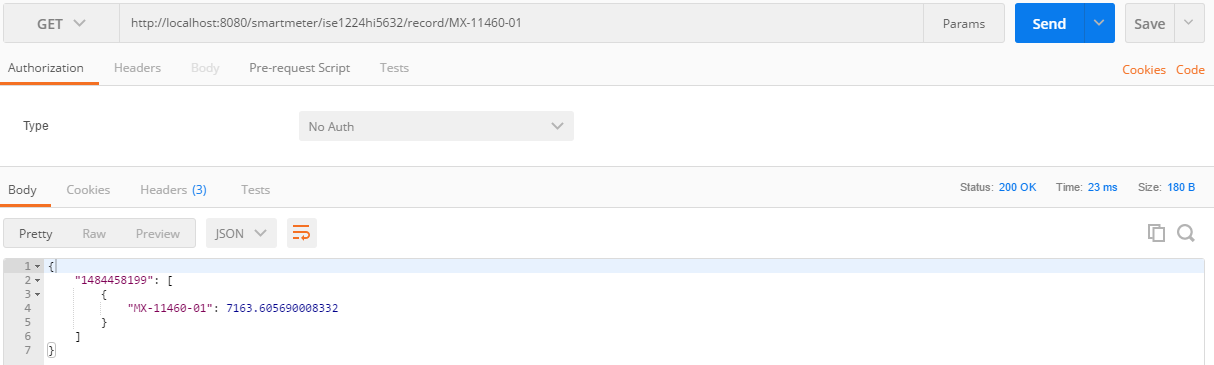 GET http://localhost:8080/smartmeter/ise1224hi5632/record/MX-11460-01 Params Send Save
Authorization Headers Body Pre-request Script Tests Cookies Code
Type No Auth
Body Cookies Headers (3) Tests Status: 200 OK Time: 23 ms Size: 180 B
Pretty Raw Preview JSON
1 {
2 "1484458199": [
3 {
4 "MX-11460-01": 7163.605690008332
5 }
6 ]
7 }